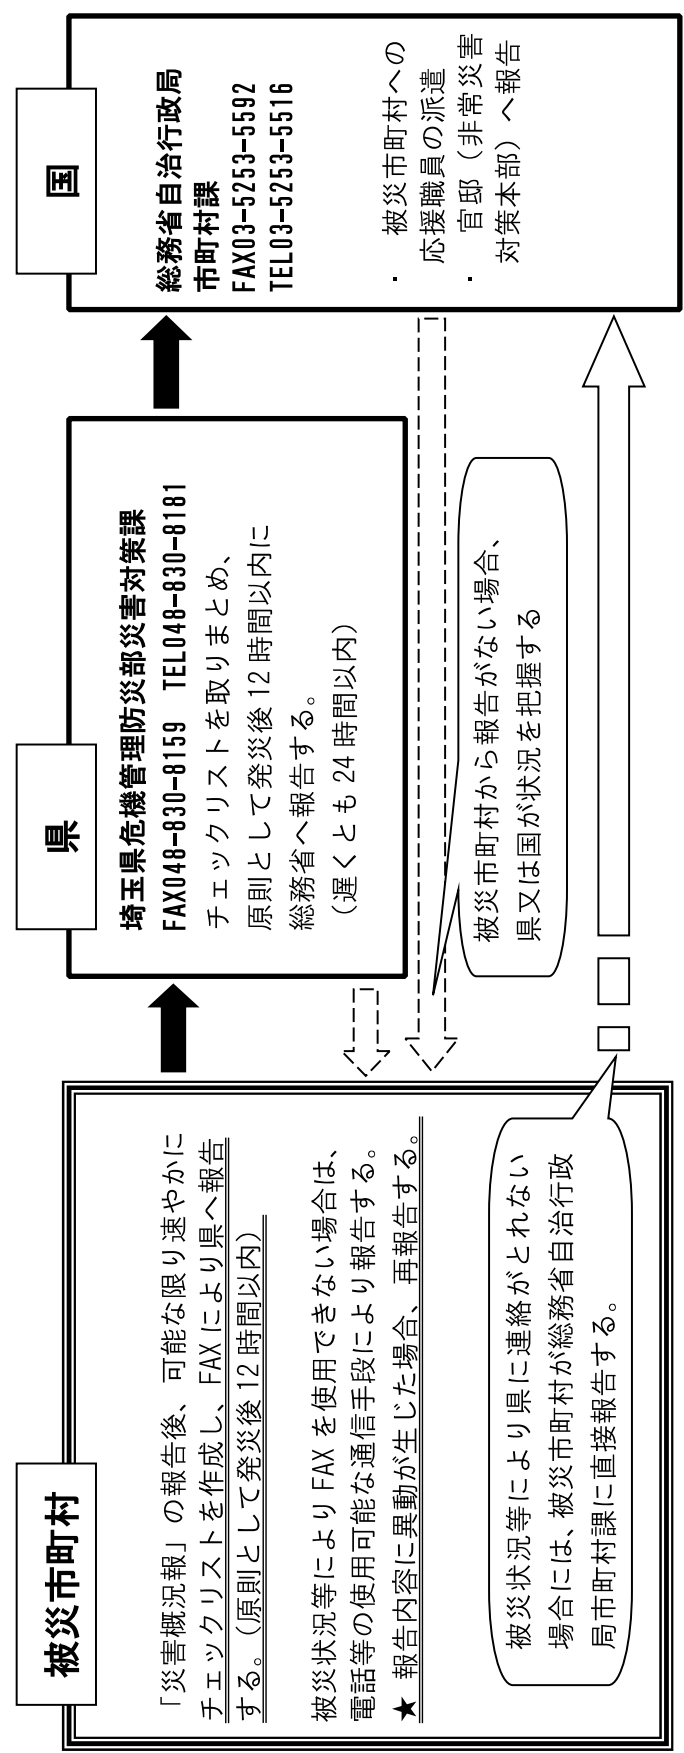 被災市町村
「災害概況報」の報告後、可能な限り速やかに
チェックリストを作成し、FAXにより県へ報告
する。（原則として発災後12時間以内）
被災状況等によりFAXを使用できない場合は、
電話等の使用可能な通信手段により報告する。
★ 報告内容に異動が生じた場合、再報告する。
被災状況等により県に連絡がとれない
場合には、被災市町村が総務省自治行政
局市町村課に直接報告する。
県
埼玉県危機管理防災部災害対策課
FAX048-830-8159 TEL048-830-8181
チェックリストを取りまとめ、
原則として発災後12時間以内に
総務省へ報告する。
（遅くとも24時間以内）
被災市町村から報告がない場合、
県又は国が状況を把握する
国
総務省自治行政局
市町村課
FAX03-5253-5592
TEL03-5253-5516
・ 被災市町村への
応援職員の派遣
・ 官邸（非常災害
対策本部）へ報告